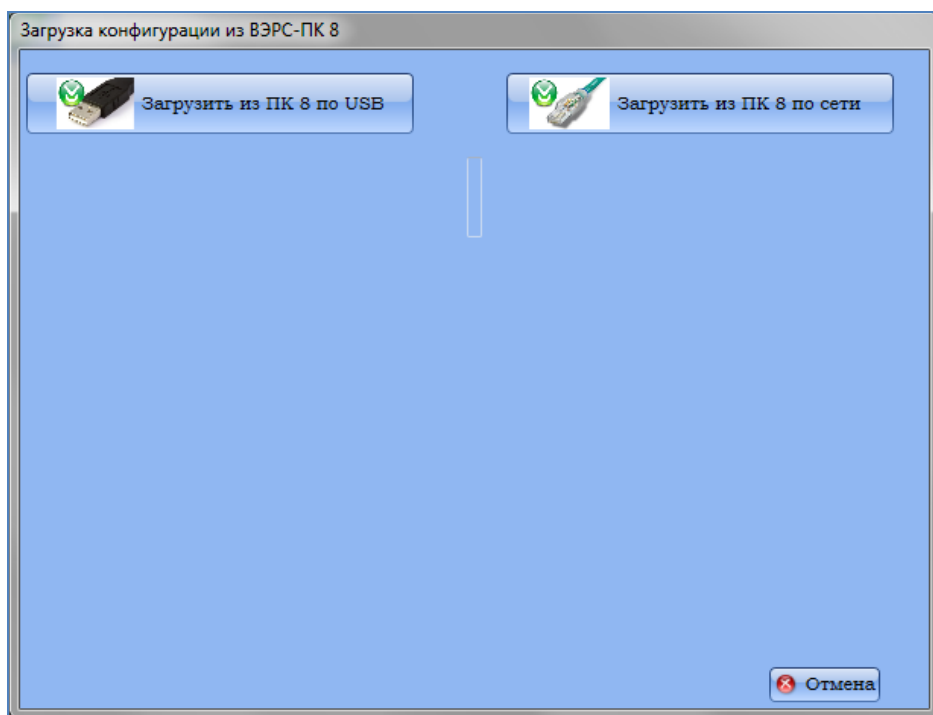 Загрузка конфигурации из ВЭРС-ПК 8
Загрузить из ПК 8 по USB
Загрузить из ПК 8 по сети
Отмена